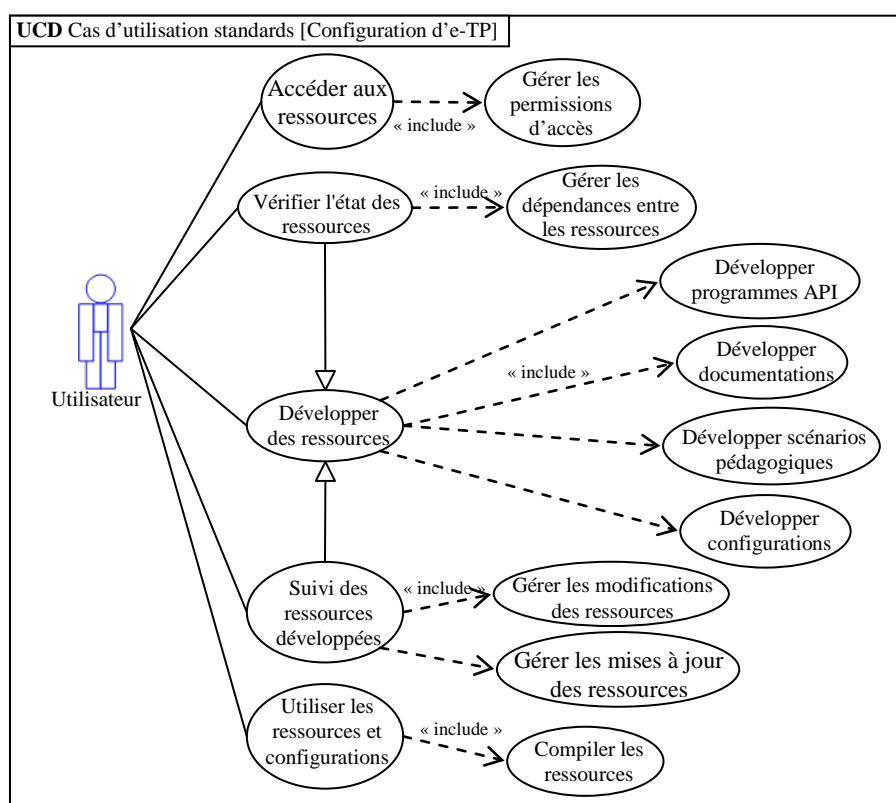 UCD Cas d'utilisation standards [Configuration d'e-TP]
Accéder aux
ressources
« include »
Gérer les
permissions
d'accès
Vérifier l'état des
ressources
« include »
Gérer les
dépendances entre
les ressources
Utilisateur
Développer
des ressources
« include »
Développer
programmes API
Développer
documentations
Développer scénarios
pédagogiques
Développer
configurations
Suivi des
ressources
développées
« include »
Gérer les modifications
des ressources
Gérer les mises à jour
des ressources
Utiliser les
ressources et
configurations
« include »
Compiler les
ressources